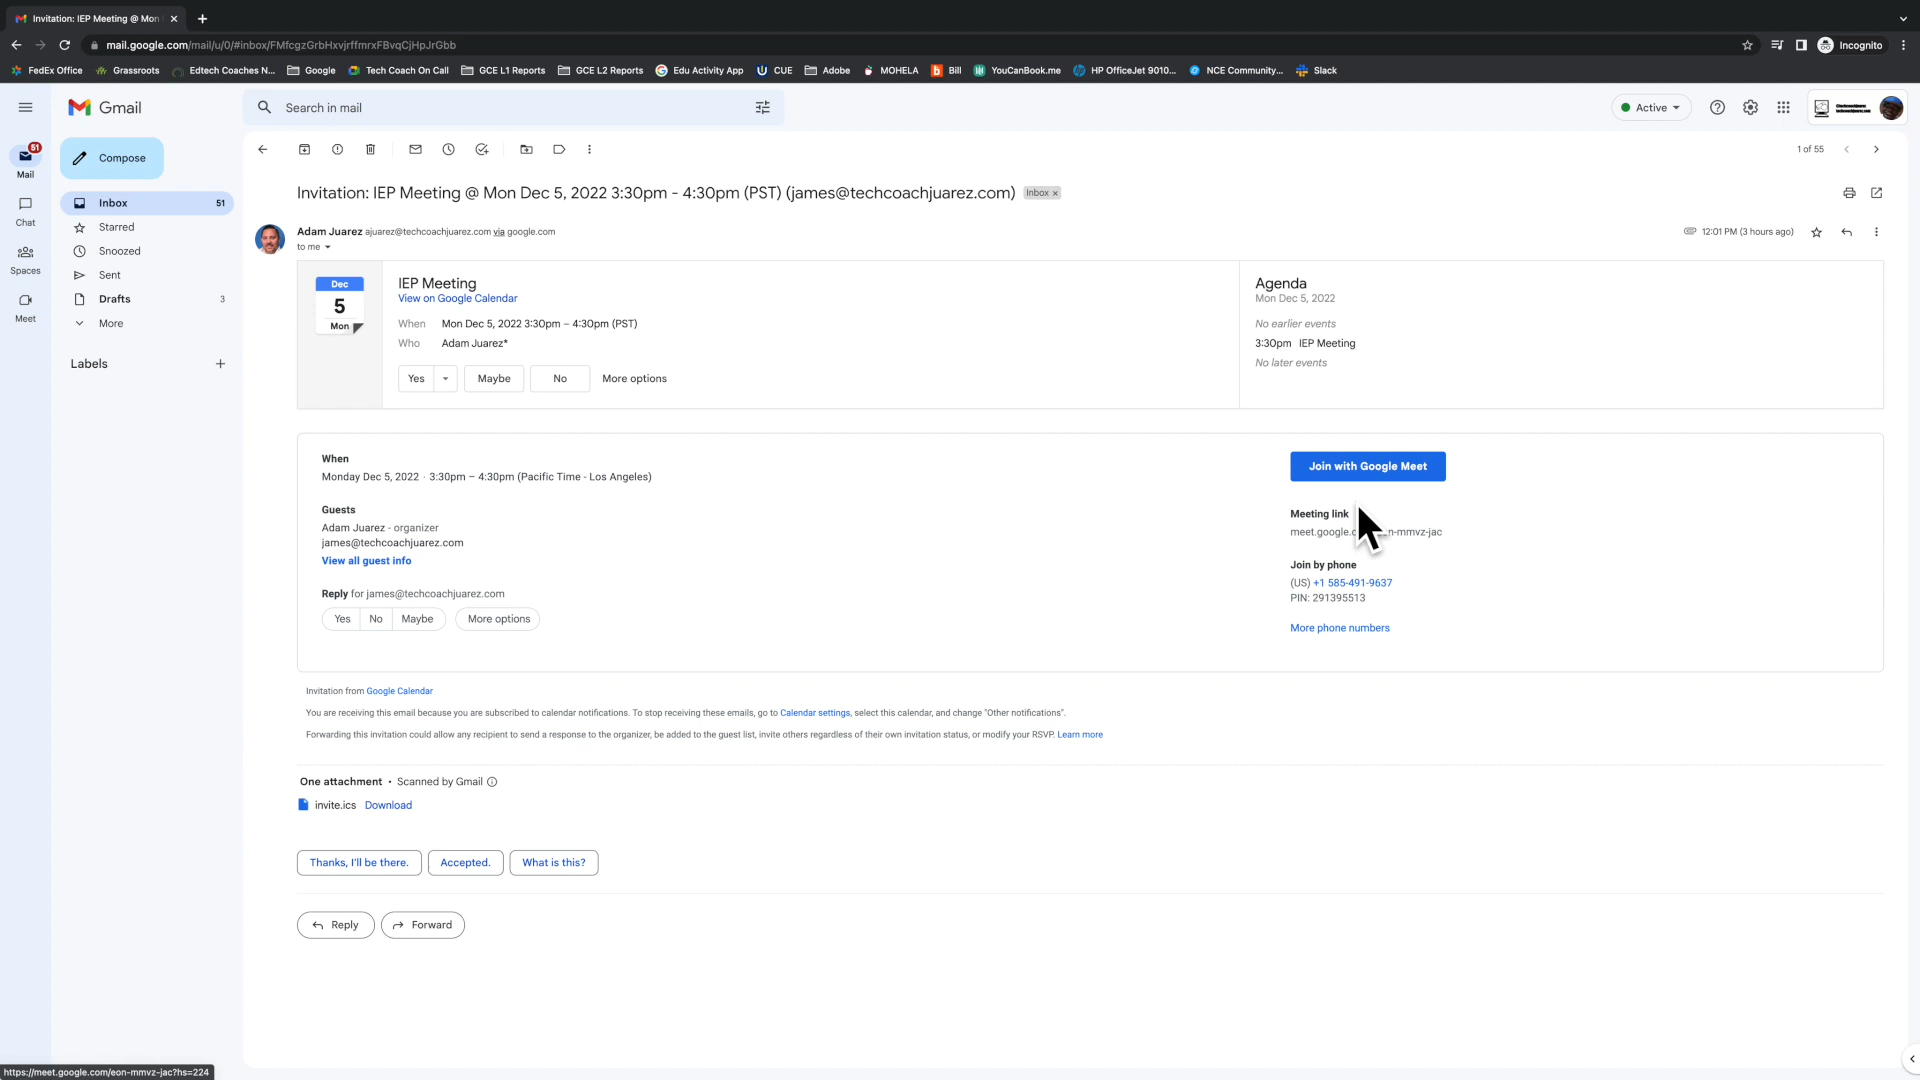 Invitation: IEP Meeting @ Mon
mail.google.com/mail/u/0/#inbox/FMfcgzGrbHxvjrffmrxFBvqCjHpJrGbb
Incognito
FedEx Office Grassroots Edtech Coaches N... Google Tech Coach On Call GCE L1 Reports GCE L2 Reports Edu Activity App CUE Adobe MOHELA Bill YouCanBook.me HP OfficeJet 9010... NCE Community... Slack
Gmail
Search in mail
Active
51
Mail
Chat
Spaces
Meet
Compose
Inbox 51
Starred
Snoozed
Sent
Drafts 3
More
Labels
1 of 55
Invitation: IEP Meeting @ Mon Dec 5, 2022 3:30pm - 4:30pm (PST) (james@techcoachjuarez.com) Inbox x
Adam Juarez ajuarez@techcoachjuarez.com via google.com
12:01 PM (3 hours ago)
to me
Dec
5
Mon
IEP Meeting
View on Google Calendar
When Mon Dec 5, 2022 3:30pm – 4:30pm (PST)
Who Adam Juarez*
Yes Maybe No More options
Agenda
Mon Dec 5, 2022
No earlier events
3:30pm IEP Meeting
No later events
When
Monday Dec 5, 2022 · 3:30pm – 4:30pm (Pacific Time - Los Angeles)
Guests
Adam Juarez - organizer
james@techcoachjuarez.com
View all guest info
Reply for james@techcoachjuarez.com
Yes No Maybe More options
Join with Google Meet
Meeting link
meet.google.c n-mmvz-jac
Join by phone
(US) +1 585-491-9637
PIN: 291395513
More phone numbers
Invitation from Google Calendar
You are receiving this email because you are subscribed to calendar notifications. To stop receiving these emails, go to Calendar settings, select this calendar, and change "Other notifications".
Forwarding this invitation could allow any recipient to send a response to the organizer, be added to the guest list, invite others regardless of their own invitation status, or modify your RSVP. Learn more
One attachment • Scanned by Gmail
invite.ics Download
Thanks, I'll be there. Accepted. What is this?
Reply Forward
https://meet.google.com/eon-mmvz-jac?hs=224